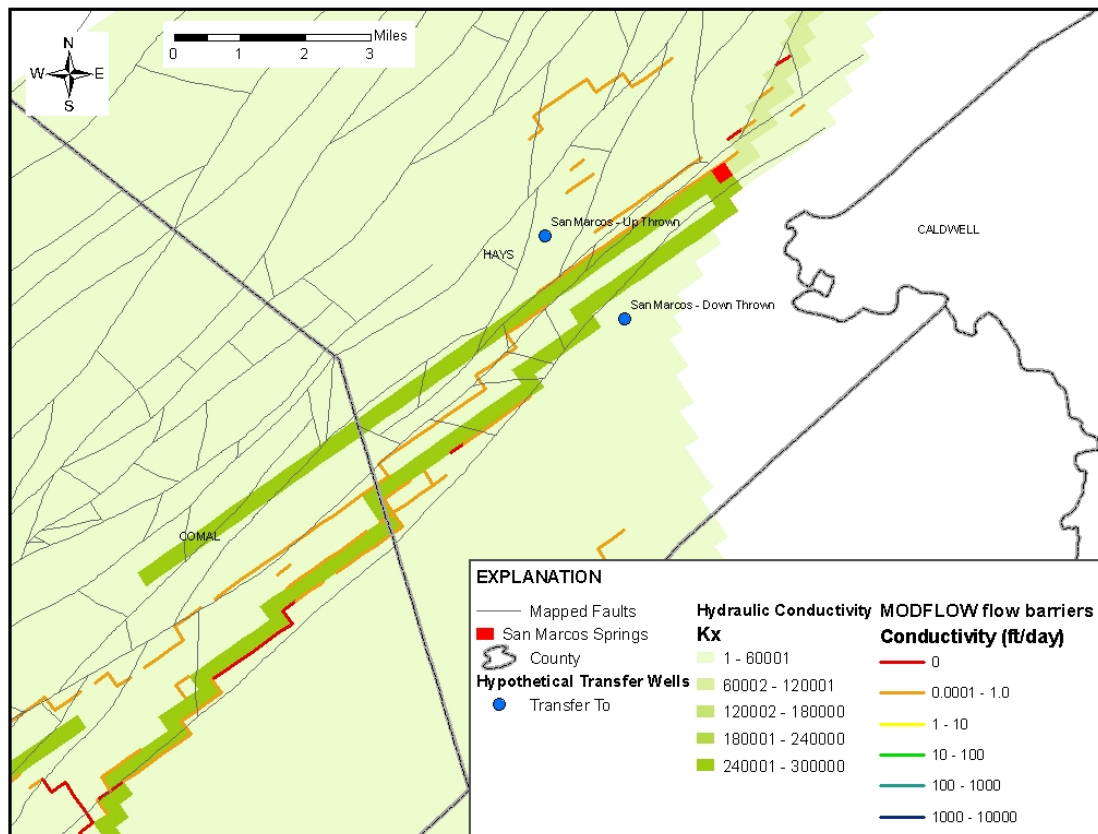 N
W E
S
0 1 2 3 Miles
San Marcos - Up Thrown
HAYS
CALDWELL
San Marcos - Down Thrown
COMAL
EXPLANATION
Mapped Faults
San Marcos Springs
County
Hypothetical Transfer Wells
Transfer To
Hydraulic Conductivity
Kx
1 - 60001
60002 - 120001
120002 - 180000
180001 - 240000
240001 - 300000
MODFLOW flow barriers
Conductivity (ft/day)
0
0.0001 - 1.0
1 - 10
10 - 100
100 - 1000
1000 - 10000